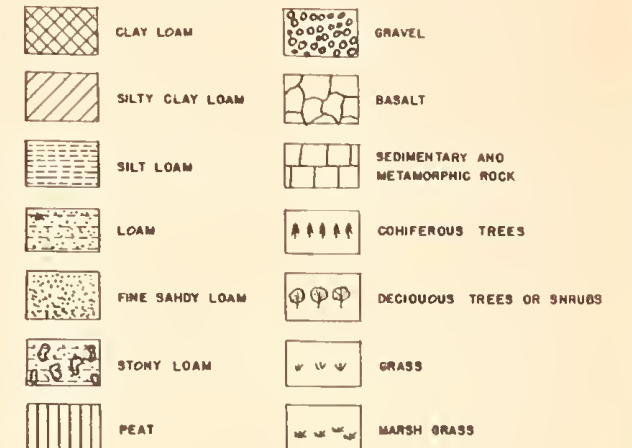 CLAY LOAM
SILTY CLAY LOAM
SILT LOAM
LOAM
FINE SAHDY LOAM
STONY LOAM
PEAT
GRAVEL
BASALT
SEDIMENTARY AND
METAMORPHIC ROCK
COHIFEROUS TREES
DECIOUOUS TREES OR SHRUBS
GRASS
MARSH GRASS